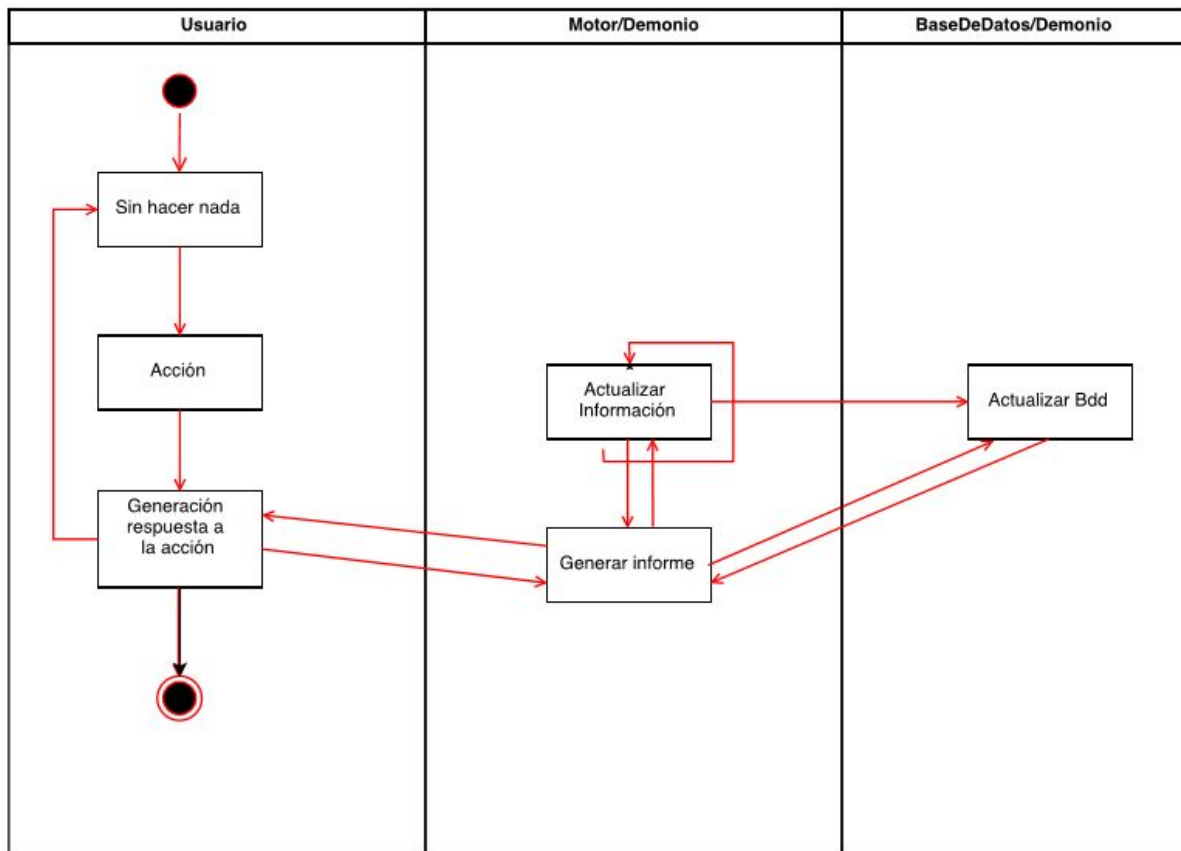 Usuario
Motor/Demonio
BaseDeDatos/Demonio
Sin hacer nada
Acción
Actualizar
Información
Actualizar Bdd
Generación
respuesta a
la acción
Generar informe